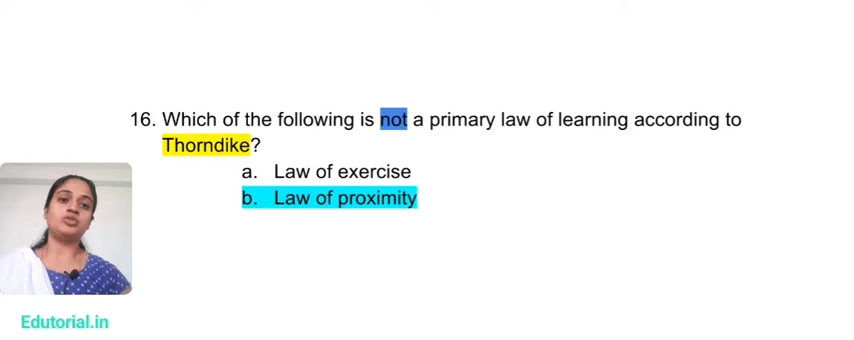 16. Which of the following is not a primary law of learning according to
Thorndike?
a. Law of exercise
b. Law of proximity
Edutorial.in